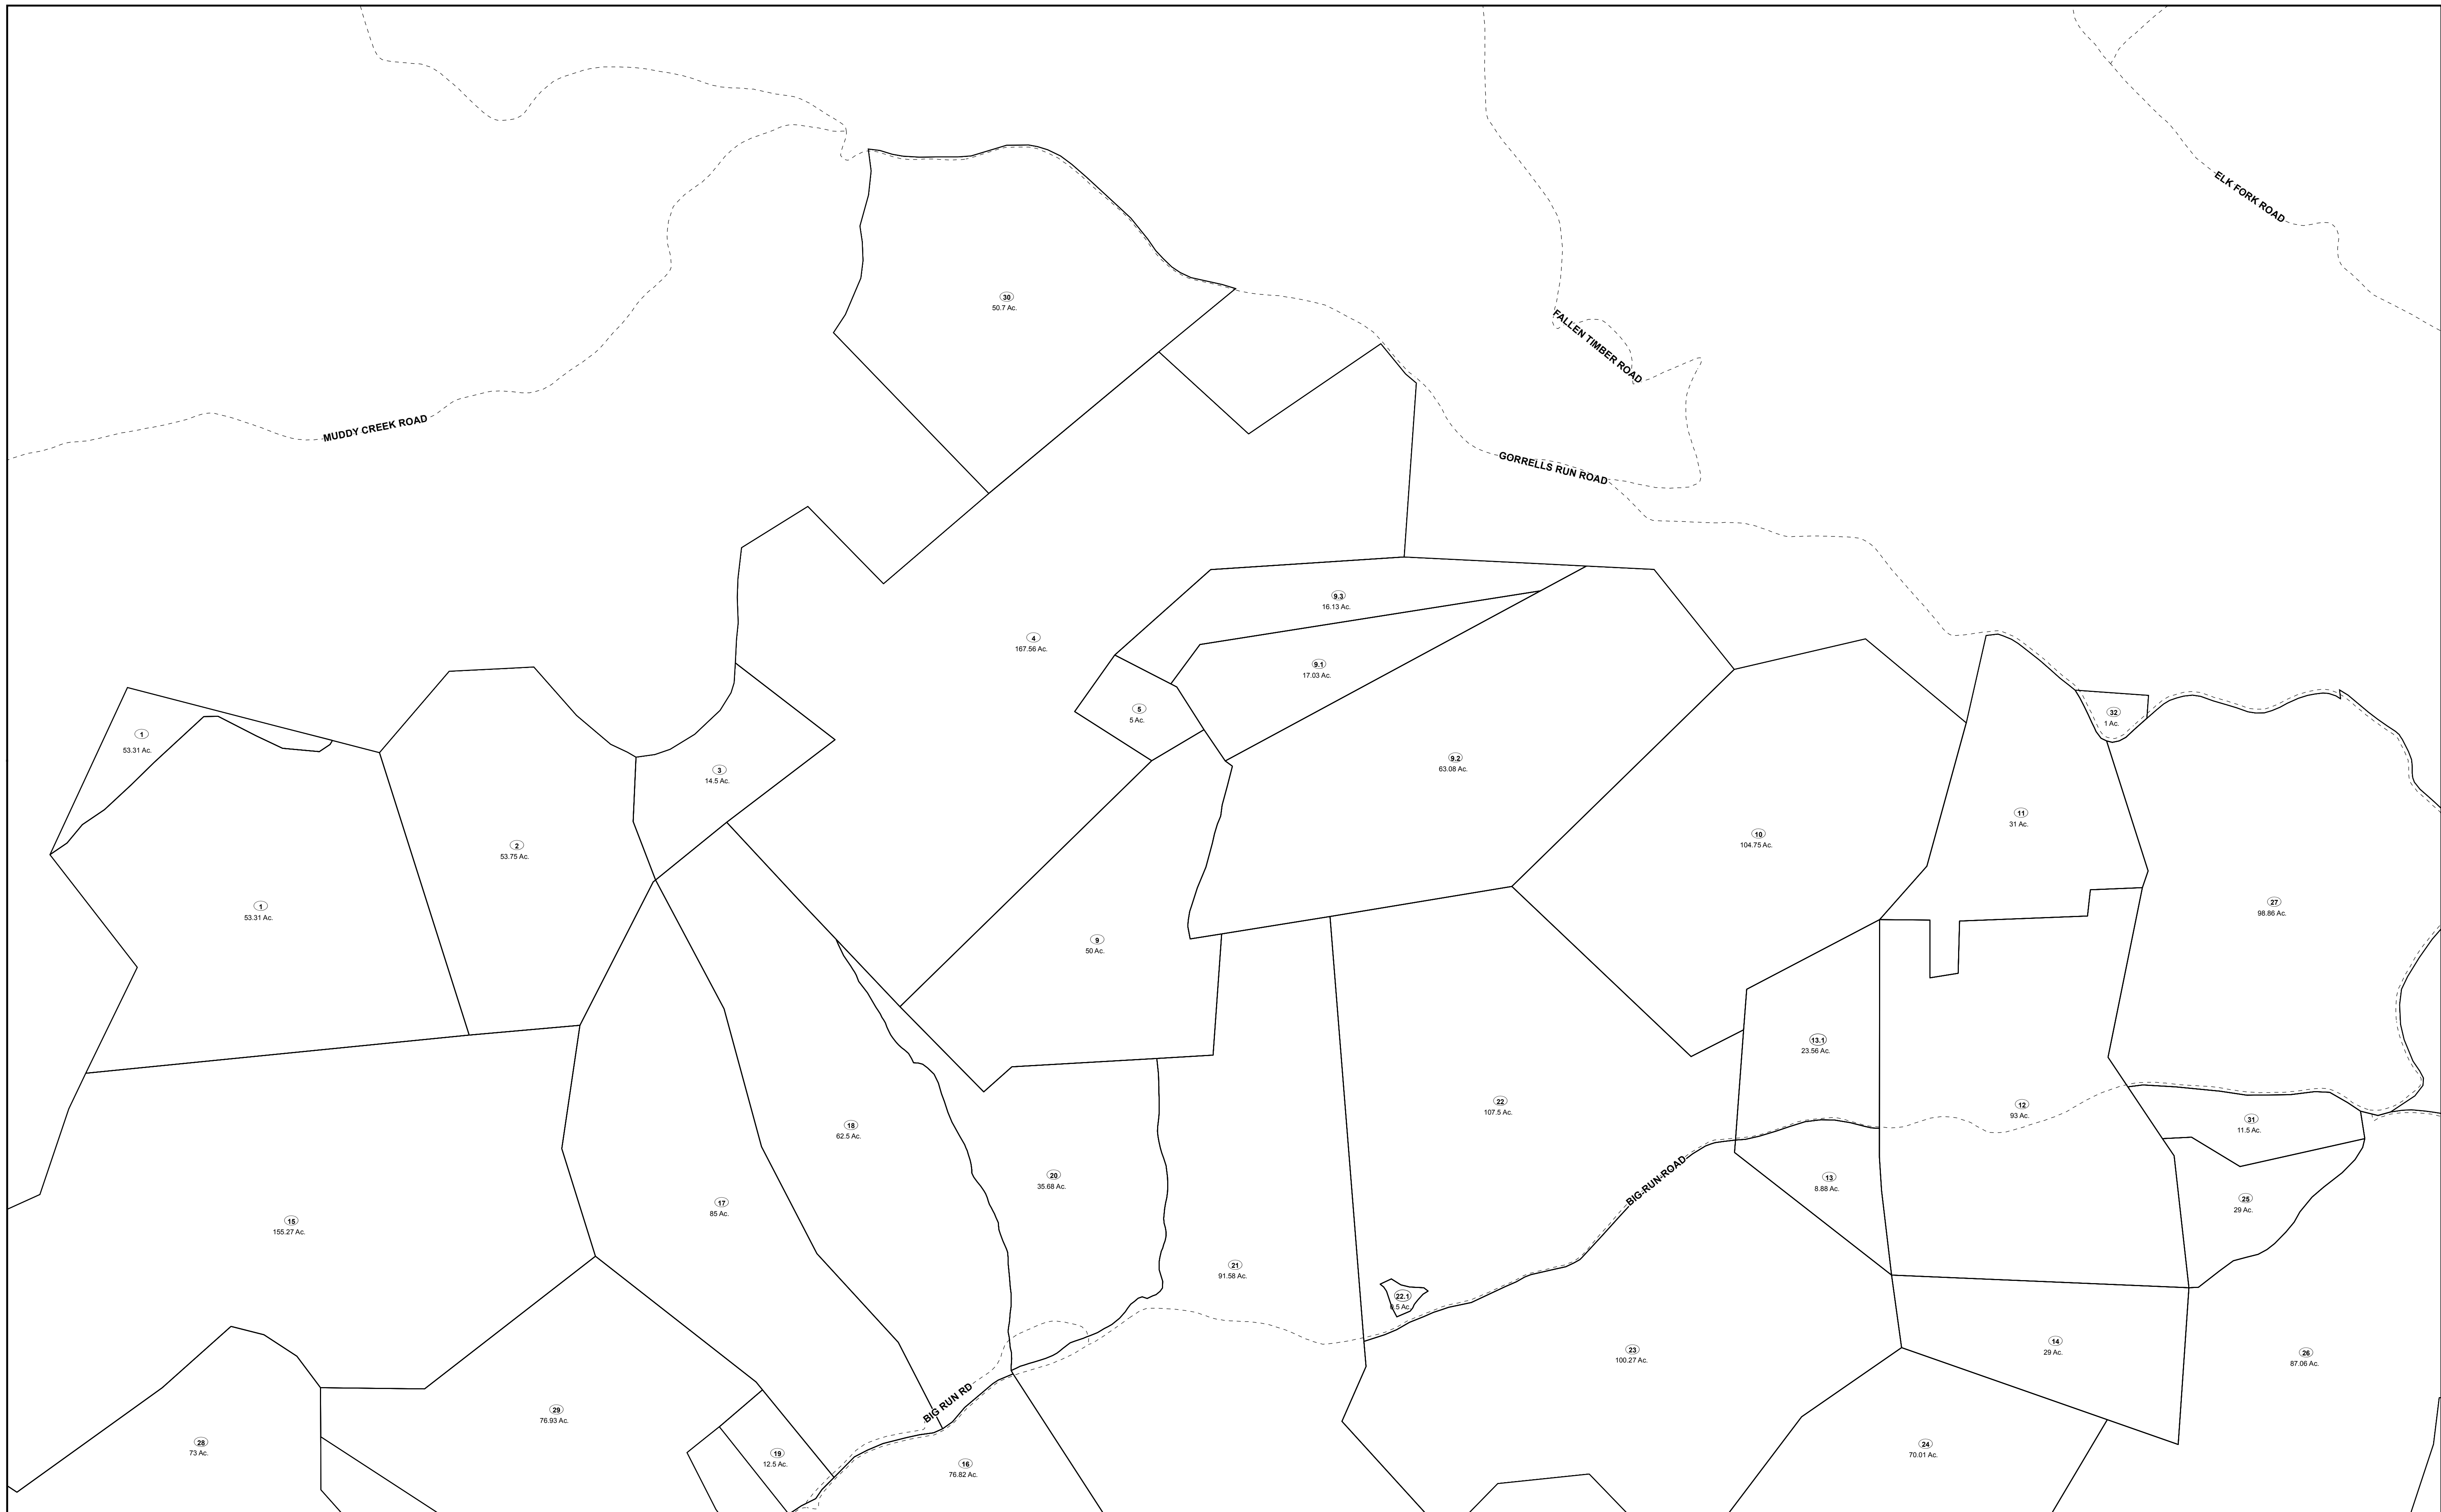 ELK FORK ROAD
30
50.7 Ac.
FALLEN TIMBER ROAD
MUDDY CREEK ROAD
GORRELLS RUN ROAD
9.3
16.13 Ac.
4
167.56 Ac.
9.1
17.03 Ac.
5
5 Ac.
32
1 Ac.
1
53.31 Ac.
9.2
63.08 Ac.
3
14.5 Ac.
11
31 Ac.
10
104.75 Ac.
2
53.75 Ac.
27
98.86 Ac.
1
53.31 Ac.
9
50 Ac.
13.1
23.56 Ac.
22
107.5 Ac.
12
93 Ac.
31
11.5 Ac.
18
62.5 Ac.
BIG RUN ROAD
20
35.68 Ac.
13
8.88 Ac.
25
29 Ac.
17
85 Ac.
15
155.27 Ac.
21
91.58 Ac.
22.1
0.5 Ac.
14
29 Ac.
23
100.27 Ac.
26
87.06 Ac.
BIG RUN RD
29
76.93 Ac.
28
73 Ac.
24
70.01 Ac.
19
12.5 Ac.
16
76.82 Ac.